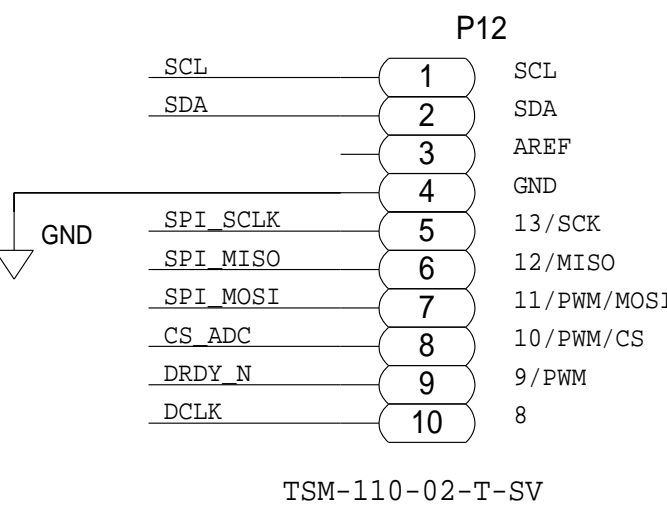 P12
SCL 1 SCL
SDA 2 SDA
3 AREF
4 GND
GND
SPI_SCLK 5 13/SCK
SPI_MISO 6 12/MISO
SPI_MOSI 7 11/PWM/MOSI
CS_ADC 8 10/PWM/CS
DRDY_N 9 9/PWM
DCLK 10 8
TSM-110-02-T-SV